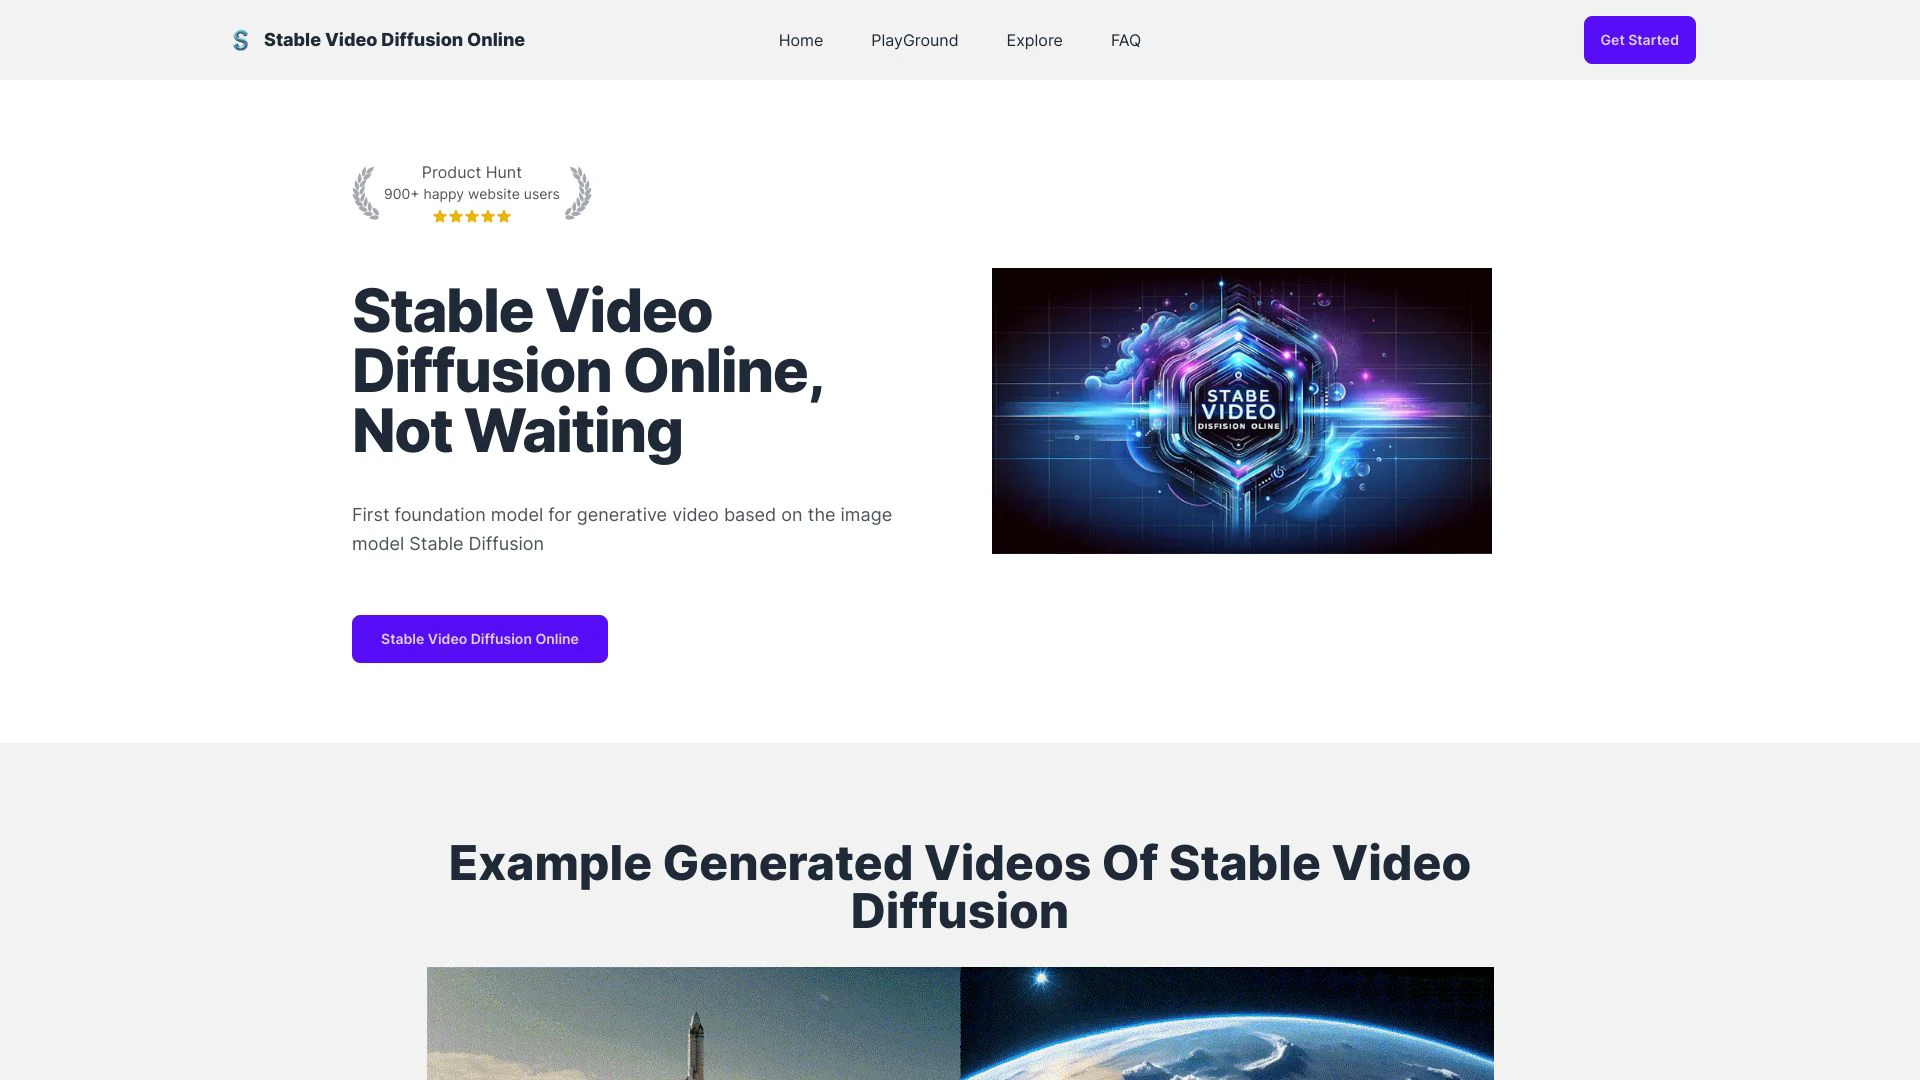 Stable Video Diffusion Online
Home
PlayGround
Explore
FAQ
Get Started
Product Hunt
900+ happy website users
Stable Video
Diffusion Online,
Not Waiting
First foundation model for generative video based on the image
model Stable Diffusion
Stable Video Diffusion Online
STABE
VIDEO
DISFISION OLINE
Example Generated Videos Of Stable Video
Diffusion